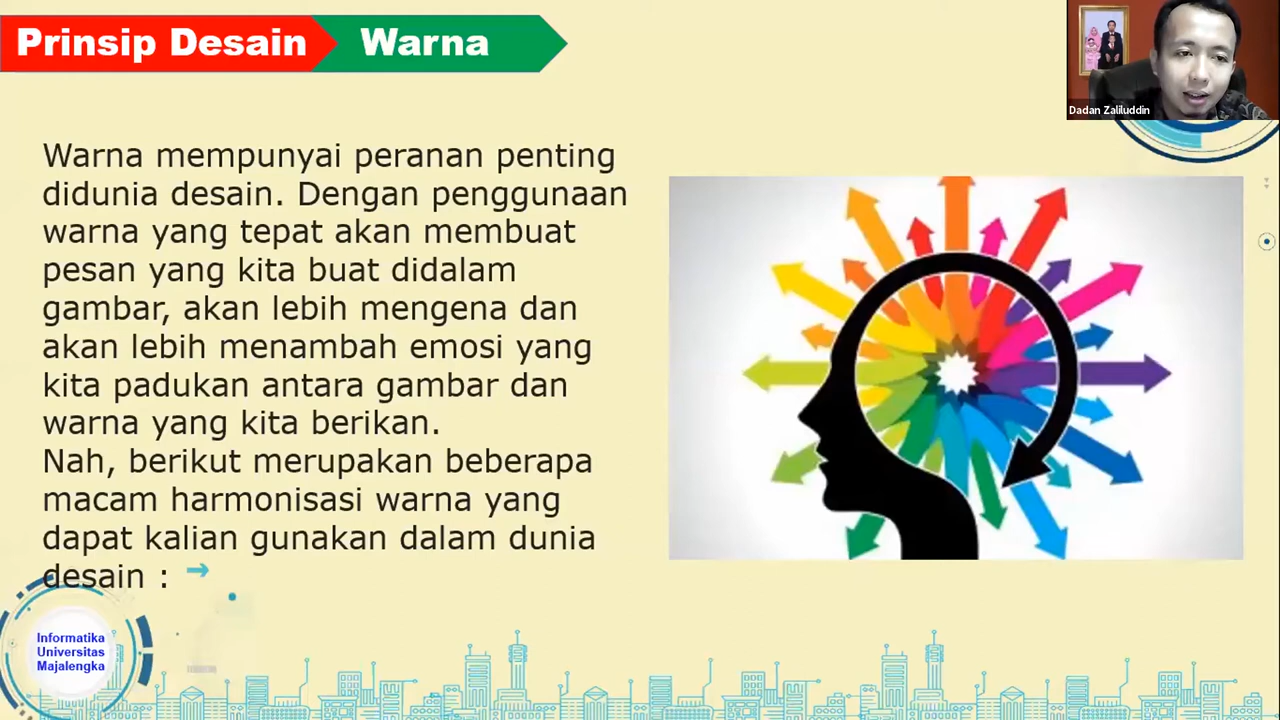 Prinsip Desain
Warna
Dadan Zaliluddin
Warna mempunyai peranan penting
didunia desain. Dengan penggunaan
warna yang tepat akan membuat
pesan yang kita buat didalam
gambar, akan lebih mengena dan
akan lebih menambah emosi yang
kita padukan antara gambar dan
warna yang kita berikan.
Nah, berikut merupakan beberapa
macam harmonisasi warna yang
dapat kalian gunakan dalam dunia
desain :
Informatika
Universitas
Majalengka